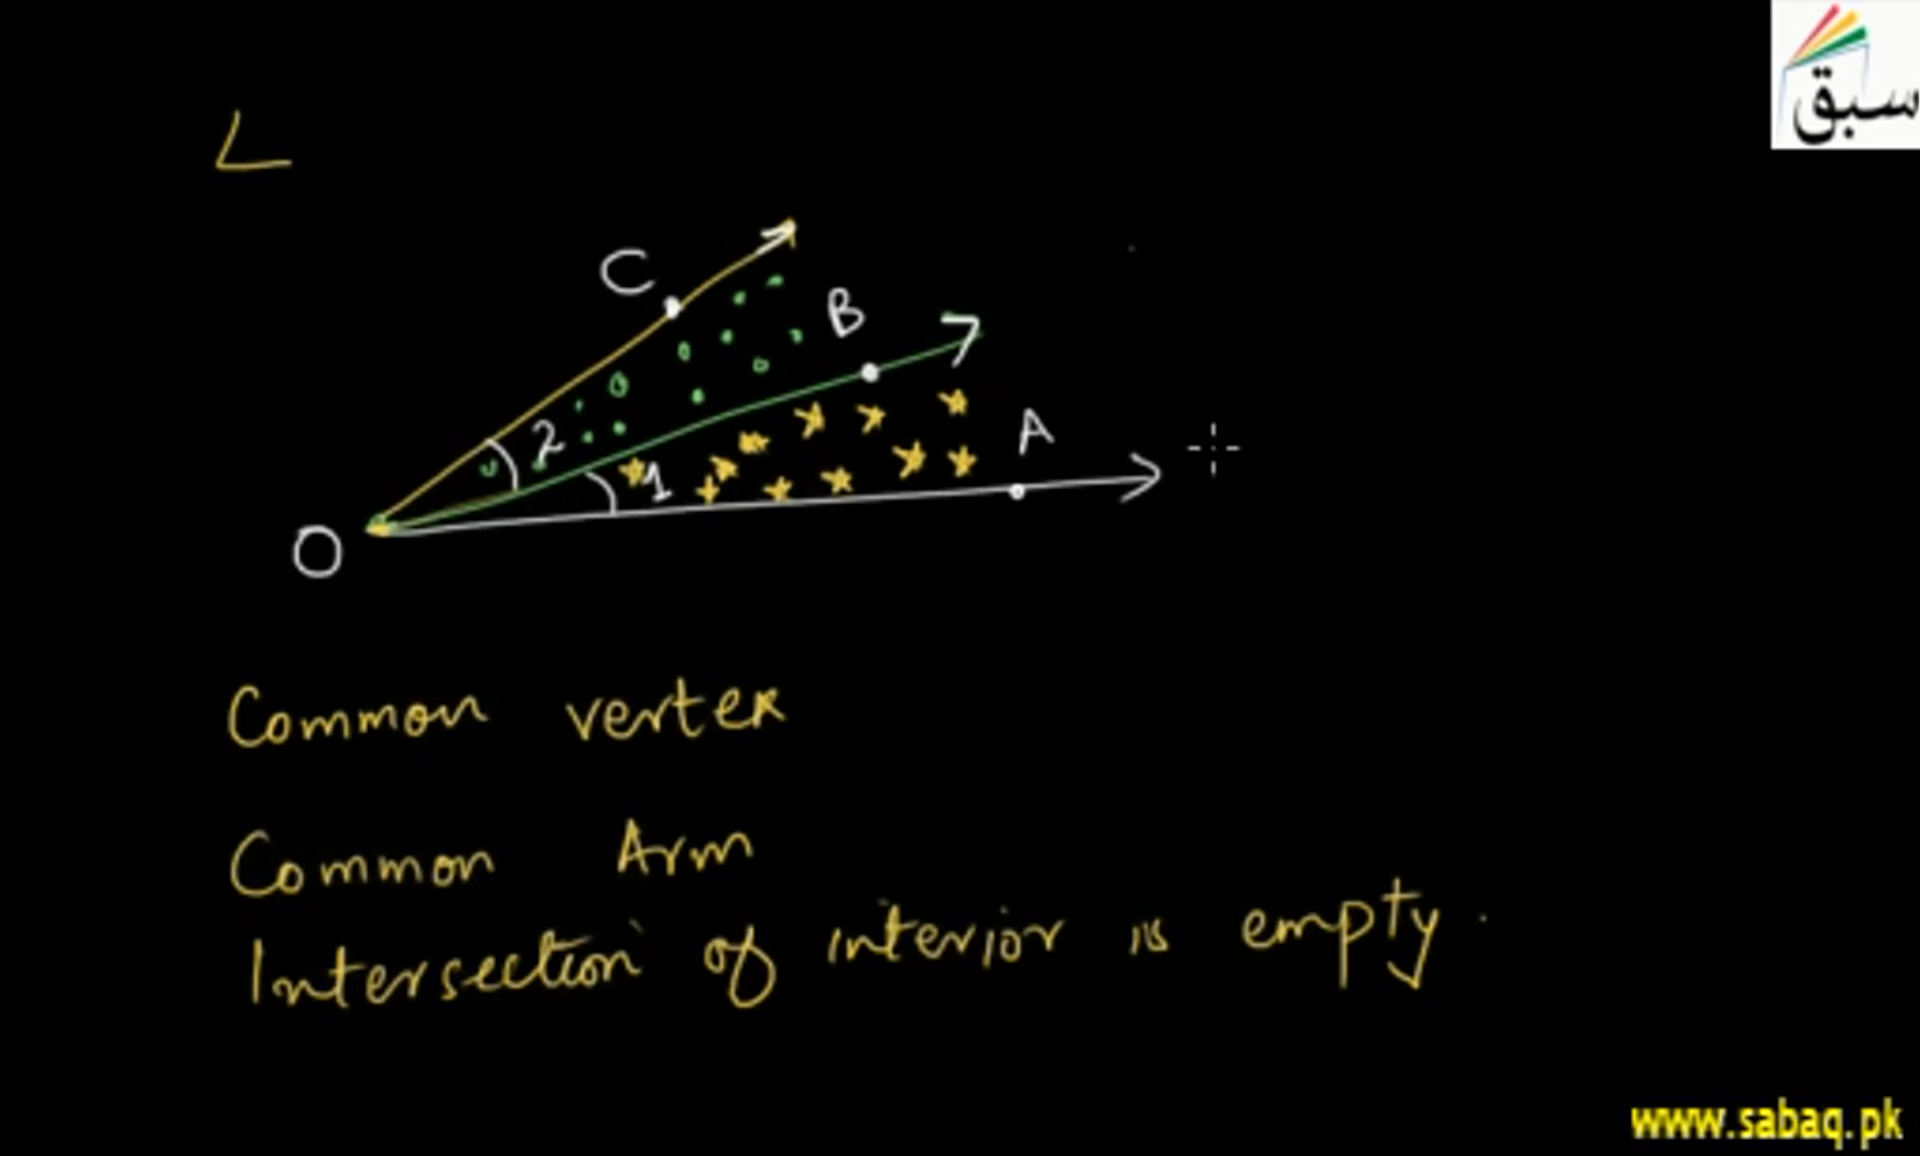 سبق
∠
C
B
2
A
1
O
Common vertex
Common Arm
Intersection of interior is empty.
www.sabaq.pk